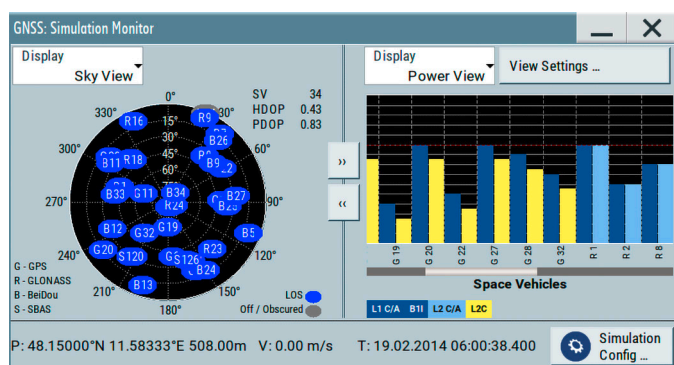 GNSS: Simulation Monitor
Display
Sky View
SV 34
HDOP 0.43
PDOP 0.83
0°
330°
60°
300°
270°
90°
240°
120°
210°
150°
180°
15°
30°
45°
60°
R16
R9
B26
B11
R18
B9
B33
G11
B34
R24
B27
B12
G32
G19
B5
G20
S120
S126
R23
B24
B13
G - GPS
R - GLONASS
B - BeiDou
S - SBAS
LOS
Off / Obscured
Display
Power View
View Settings ...
››
‹‹
G 19
G 20
G 22
G 27
G 28
G 32
R 1
R 2
R 8
Space Vehicles
L1 C/A B1I L2 C/A L2C
P: 48.15000°N 11.58333°E 508.00m V: 0.00 m/s T: 19.02.2014 06:00:38.400
Simulation
Config ...